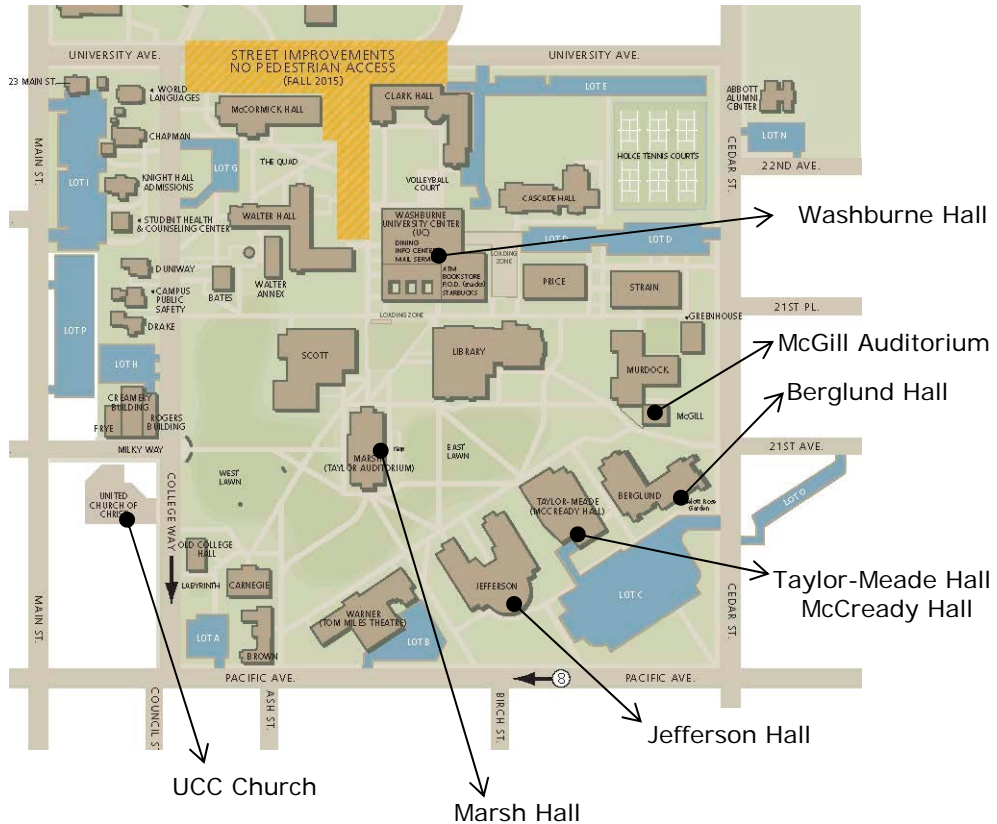 UNIVERSITY AVE.
STREET IMPROVEMENTS
NO PEDESTRIAN ACCESS
(FALL 2015)
UNIVERSITY AVE.
23 MAIN ST.
WORLD
LANGUAGES
McCORMICK HALL
CLARK HALL
LOT E
ABBOTT
ALUMNI
CENTER
MAIN ST.
CHAPMAN
LOT G
THE QUAD
HOLCE TENNIS COURTS
CEDAR ST.
LOT N
22ND AVE.
LOT I
KNIGHT HALL
ADMISSIONS
VOLLEYBALL
COURT
CASCADE HALL
STUDENT HEALTH
& COUNSELING CENTER
WALTER HALL
WASHBURNE
UNIVERSITY CENTER
(UC)
DINING
INFO CENTER
MAIL SERV
ATM
BOOKSTORE
P.O.D. (snacks)
STARBUCKS
LOADING
ZONE
LOT D
LOT D
Washburne Hall
DUNIWAY
CAMPUS
PUBLIC
SAFETY
DRAKE
BATES
WALTER
ANNEX
PRICE
STRAIN
21ST PL.
GREENHOUSE
LOADING ZONE
LOT P
LOT H
SCOTT
LIBRARY
MURDOCK
McGill Auditorium
CREAMERY
BUILDING
FRYE
ROGERS
BUILDING
McGILL
Berglund Hall
MILKY WAY
MARSH
(TAYLOR AUDITORIUM)
EAST
LAWN
21ST AVE.
WEST
LAWN
UNITED
CHURCH OF
CHRIST
COLLEGE WAY
TAYLOR-MEADE
(MCCREADY HALL)
BERGLUND
Rose
Garden
LOT O
OLD COLLEGE
HALL
LABYRINTH
CARNEGIE
JEFFERSON
LOT C
Taylor-Meade Hall
McCready Hall
MAIN ST.
LOT A
BROWN
WARNER
(TOM MILES THEATRE)
LOT B
CEDAR ST.
PACIFIC AVE.
8
PACIFIC AVE.
COUNCIL ST
ASH ST.
BIRCH ST.
Jefferson Hall
UCC Church
Marsh Hall